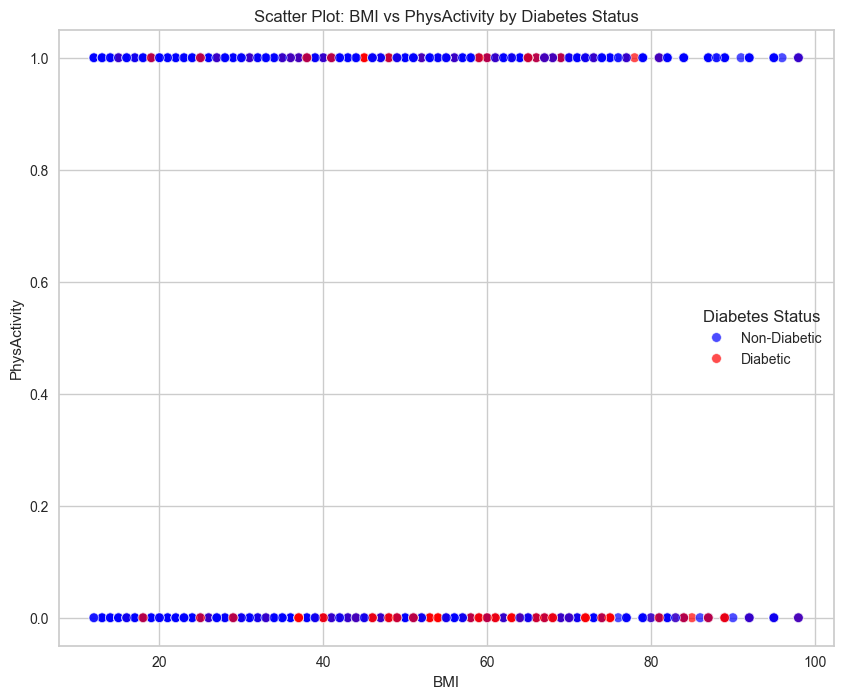 Scatter Plot: BMI vs PhysActivity by Diabetes Status
1.0
0.8
0.6
0.4
0.2
0.0
PhysActivity
Diabetes Status
Non-Diabetic
Diabetic
20
40
60
80
100
BMI